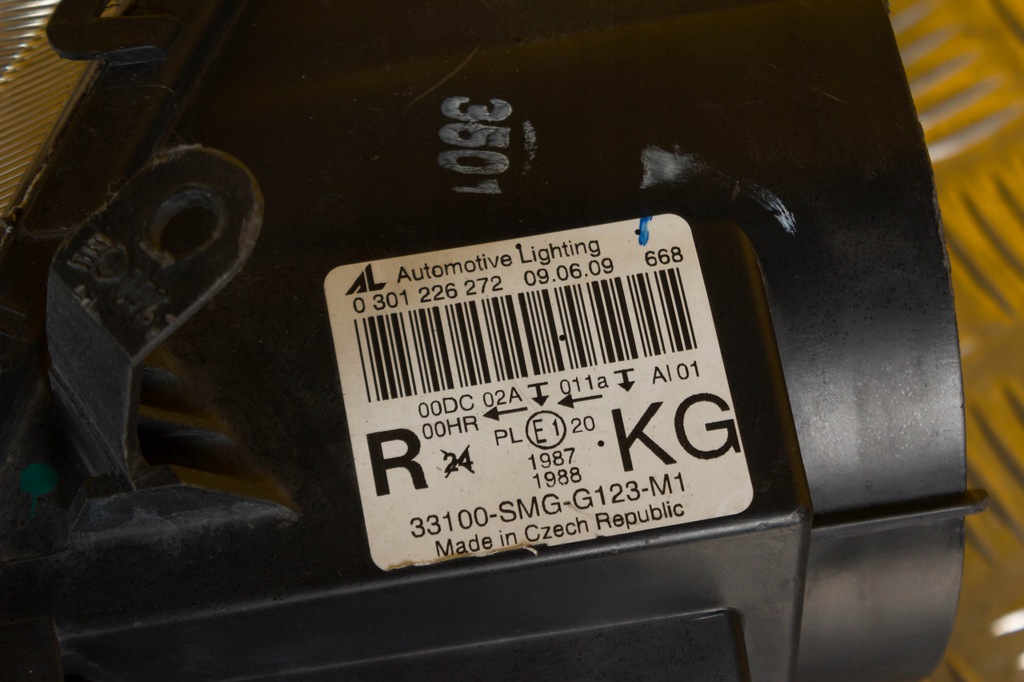 3501
AL Automotive Lighting
0 301 226 272 09.06.09 668
00DC 02A 011a AI 01
00HR
R 24 PL E1 20 KG
1987
1988
33100-SMG-G123-M1
Made in Czech Republic